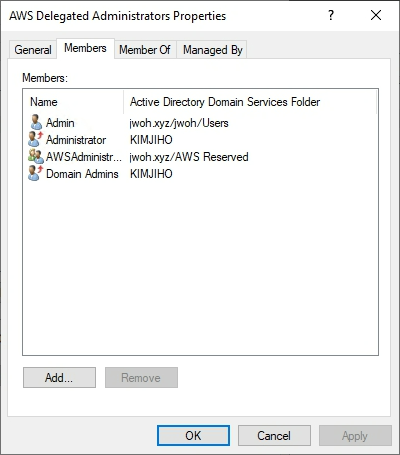 AWS Delegated Administrators Properties
General Members Member Of Managed By
Members:
Name Active Directory Domain Services Folder
Admin jwoh.xyz/jwoh/Users
Administrator KIMJIHO
AWSAdministr... jwoh.xyz/AWS Reserved
Domain Admins KIMJIHO
Add... Remove
OK Cancel Apply